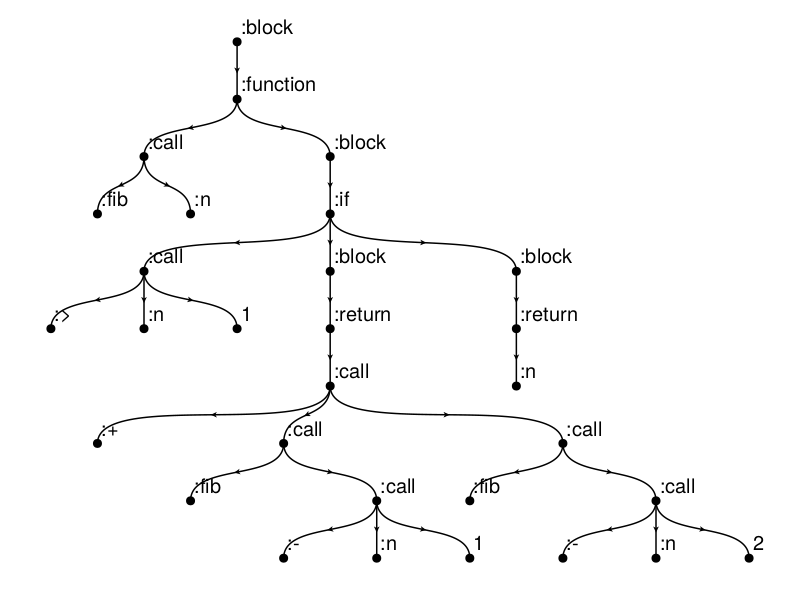 :block
:function
:call :block
:fib :n :if
:call :block :block
:> :n 1 :return :return
:call :n
:+ :call :call
:fib :call :fib :call
:- :n 1 :- :n 2